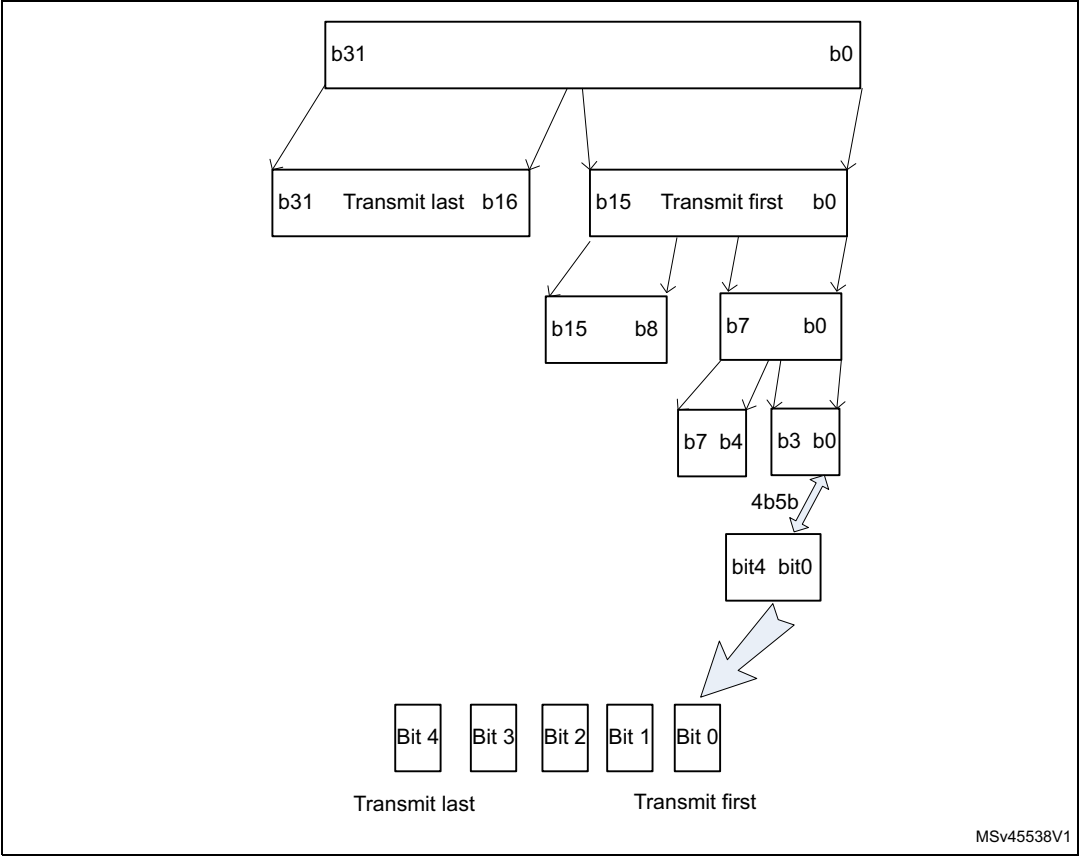 b31 b0
b31 Transmit last b16 b15 Transmit first b0
b15 b8 b7 b0
b7 b4 b3 b0
4b5b
bit4 bit0
Bit 4 Bit 3 Bit 2 Bit 1 Bit 0
Transmit last Transmit first
MSv45538V1